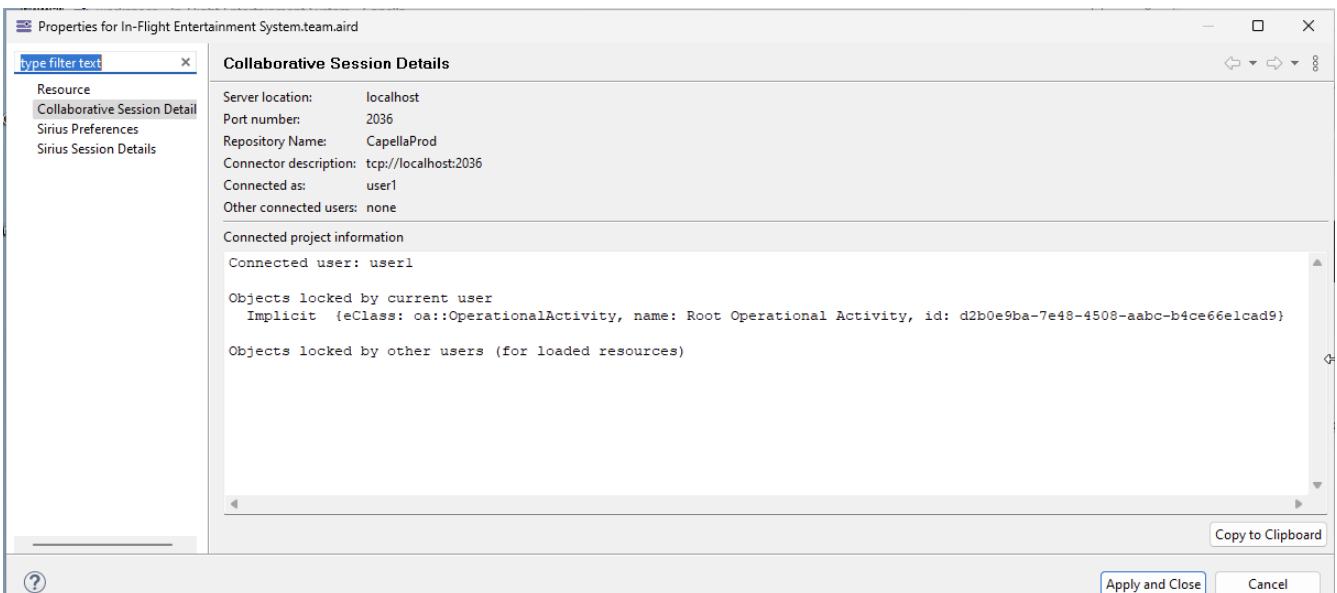 Properties for In-Flight Entertainment System.team.aird
type filter text
Resource
Collaborative Session Detail
Sirius Preferences
Sirius Session Details
Collaborative Session Details
Server location: localhost
Port number: 2036
Repository Name: CapellaProd
Connector description: tcp://localhost:2036
Connected as: user1
Other connected users: none
Connected project information
Connected user: user1
Objects locked by current user
Implicit {eClass: oa::OperationalActivity, name: Root Operational Activity, id: d2b0e9ba-7e48-4508-aabc-b4ce66e1cad9}
Objects locked by other users (for loaded resources)
Copy to Clipboard
Apply and Close
Cancel